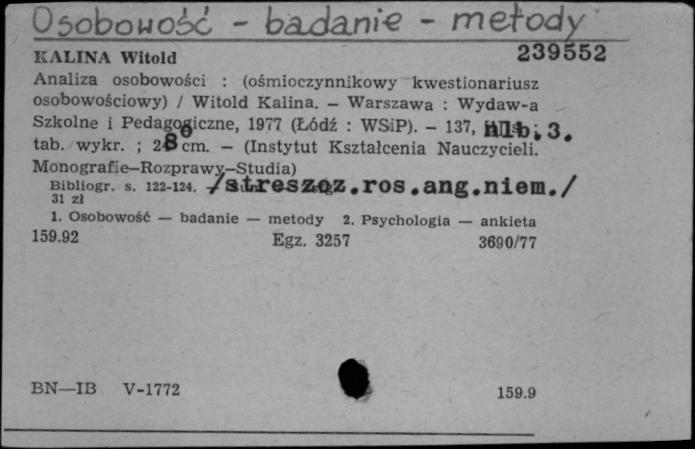 Osobowość - badanie - metody
KALINA Witold 239552
Analiza osobowości : (ośmioczynnikowy kwestionariusz
osobowościowy) / Witold Kalina. — Warszawa : Wydaw-a
Szkolne i Pedagogiczne, 1977 (Łódź : WSiP). — 137, nlb. 3.
tab. wykr. ; 2 cm. — (Instytut Kształcenia Nauczycieli.
Monografie—Rozprawy—Studia)
Bibliogr. s. 122-124. /streszcz.ros.ang.niem./
31 zł
1. Osobowość — badanie — metody 2. Psychologia — ankieta
159.92 Egz. 3257 3690/77
BN—IB V-1772 159.9